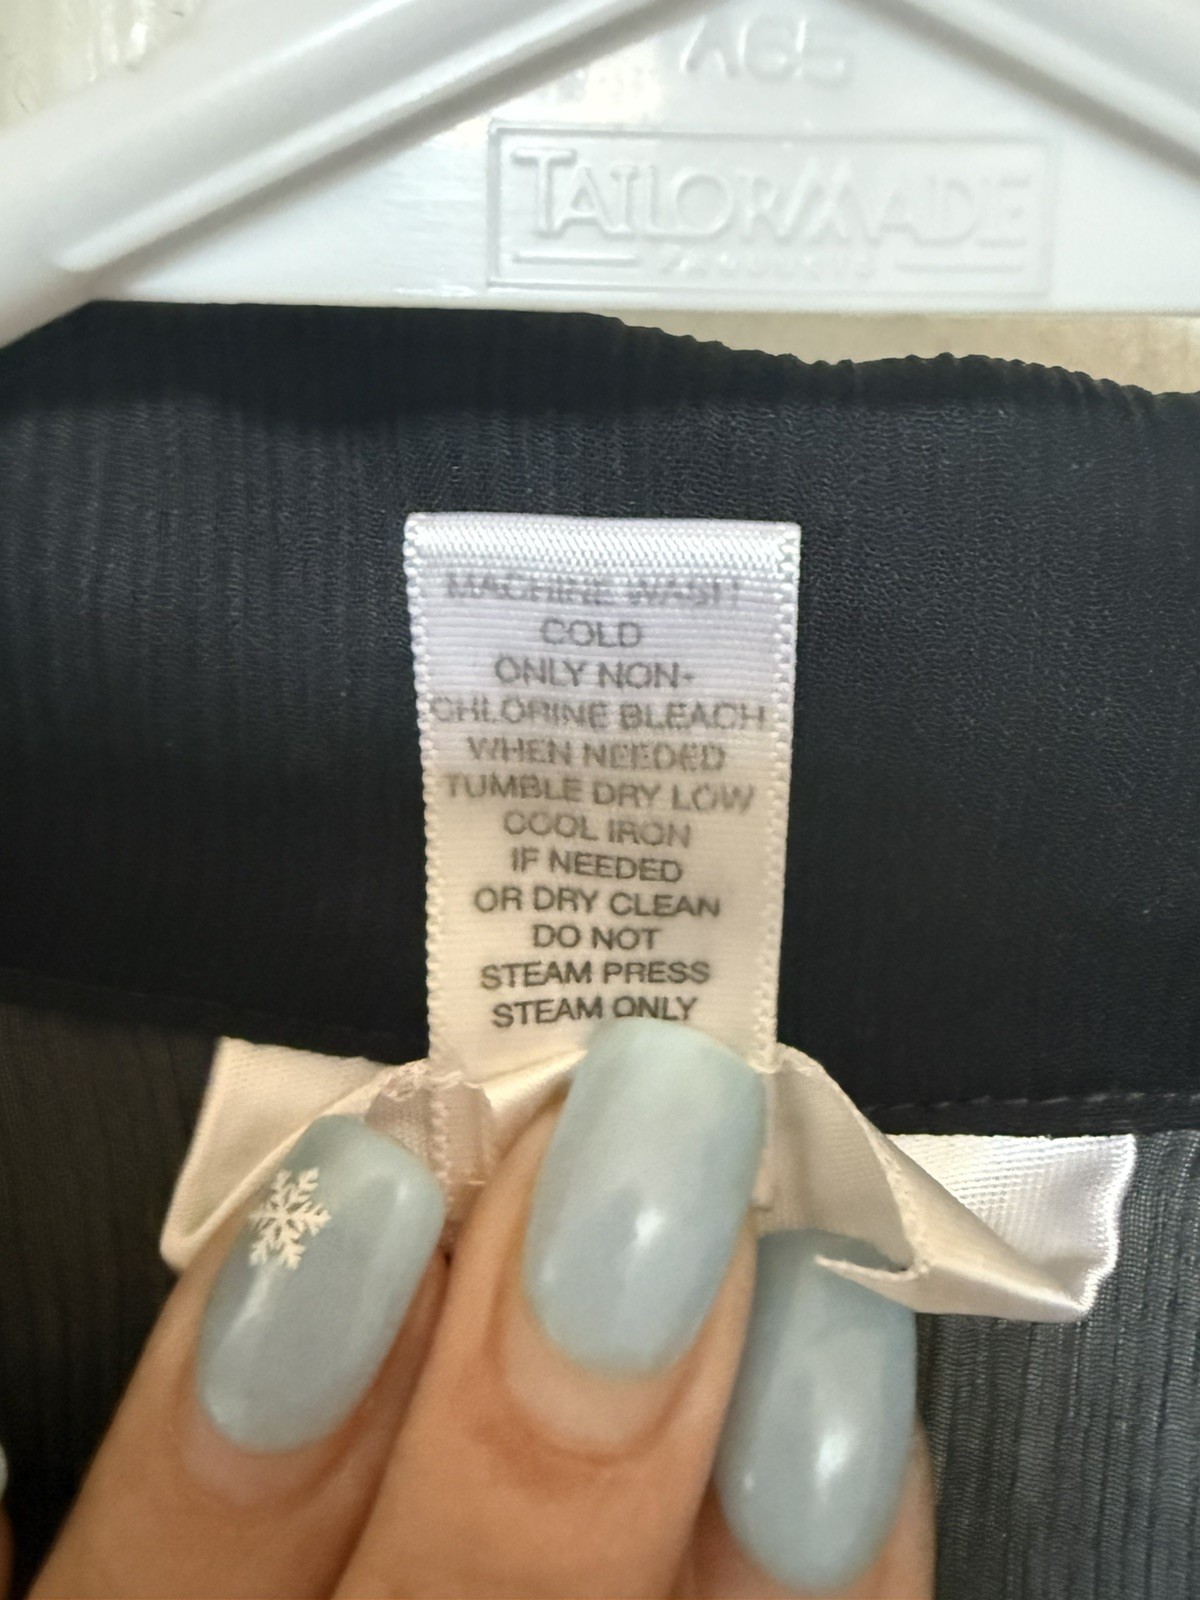 TAILORMADE
PRODUCTS
MACHINE WASH
COLD
ONLY NON-
CHLORINE BLEACH
WHEN NEEDED
TUMBLE DRY LOW
COOL IRON
IF NEEDED
OR DRY CLEAN
DO NOT
STEAM PRESS
STEAM ONLY